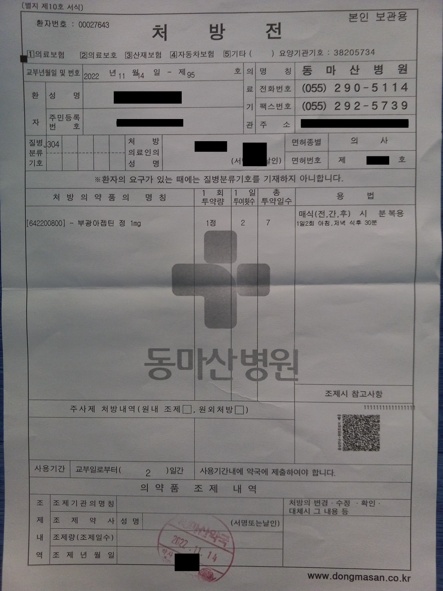 (별지 제10호 서식)
환자번호 : 00027643
처 방 전
본인 보관용
[1]의료보험 [2]의료보호 [3]산재보험 [4]자동차보험 [5]기타 ( ) 요양기관기호 : 38205734
교부년월일 및 번호 2022 년 11 월 14 일 - 제 95 호
의료기관
명 칭 동 마 산 병 원
전화번호 (055) 290-5114
팩스번호 (055) 292-5739
주 소
환자
성 명
주민등록번호
질병분류기호 J304
처방의료인의성명
(서명또는날인)
면허종별 의 사
면허번호 제 호
※환자의 요구가 있는 때에는 질병분류기호를 기재하지 아니합니다.
처 방 의 약 품 의 명 칭
1 회 투약량
1 일 투여횟수
총 투약일수
용 법
[642200800] - 부광아젭틴 정 1mg
1정 2 7
매식(전,간,후) 시 분 복용
1일2회 아침,저녁 식후 30분
동마산병원
조제시 참고사항
주사제 처방내역(원내 조제□, 원외처방□)
사용기간 교부일로부터( 2 )일간 사용기간내에 약국에 제출하여야 합니다.
의 약 품 조 제 내 역
조제내역
조제기관의명칭
조 제 약 사 성명
(서명또는날인)
조제량(조제일수)
조 제 년 월 일
처방의 변경 · 수정 · 확인 · 대체시 그 내용 등
2022. 11. 14
www.dongmasan.co.kr